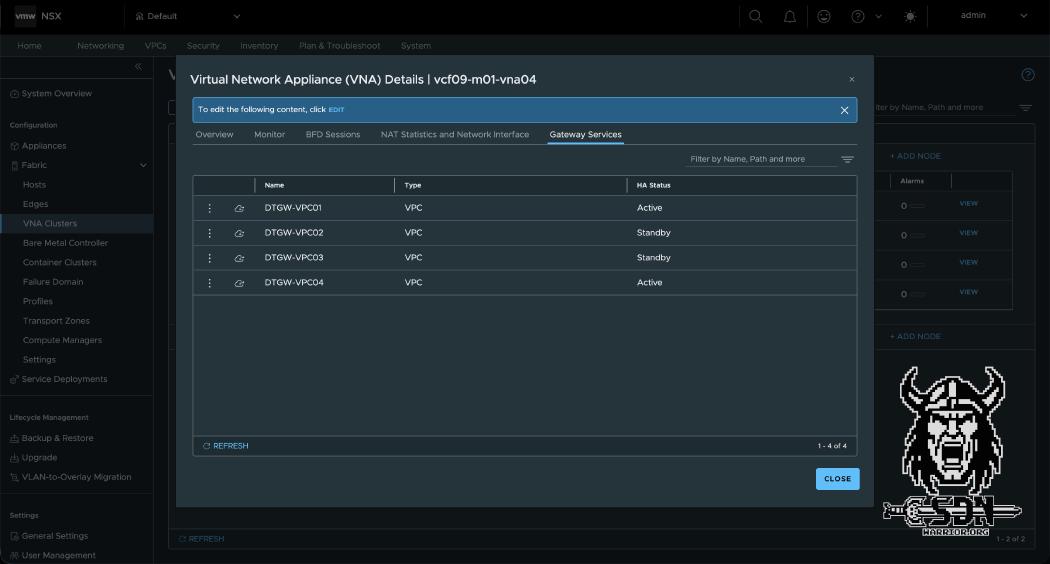 vmw NSX
Default
admin
Home Networking VPCs Security Inventory Plan & Troubleshoot System
System Overview
Configuration
Appliances
Fabric
Hosts
Edges
VNA Clusters
Bare Metal Controller
Container Clusters
Failure Domain
Profiles
Transport Zones
Compute Managers
Settings
Service Deployments
Lifecycle Management
Backup & Restore
Upgrade
VLAN-to-Overlay Migration
Settings
General Settings
User Management
Virtual Network Appliance (VNA) Details | vcf09-m01-vna04
To edit the following content, click EDIT
Overview Monitor BFD Sessions NAT Statistics and Network Interface Gateway Services
Filter by Name, Path and more
Name Type HA Status
DTGW-VPC01 VPC Active
DTGW-VPC02 VPC Standby
DTGW-VPC03 VPC Standby
DTGW-VPC04 VPC Active
REFRESH 1 - 4 of 4
CLOSE
by Name, Path and more
+ ADD NODE
Alarms
0 VIEW
0 VIEW
0 VIEW
0 VIEW
+ ADD NODE
SDN
WARRIOR.ORG
REFRESH 1 - 2 of 2